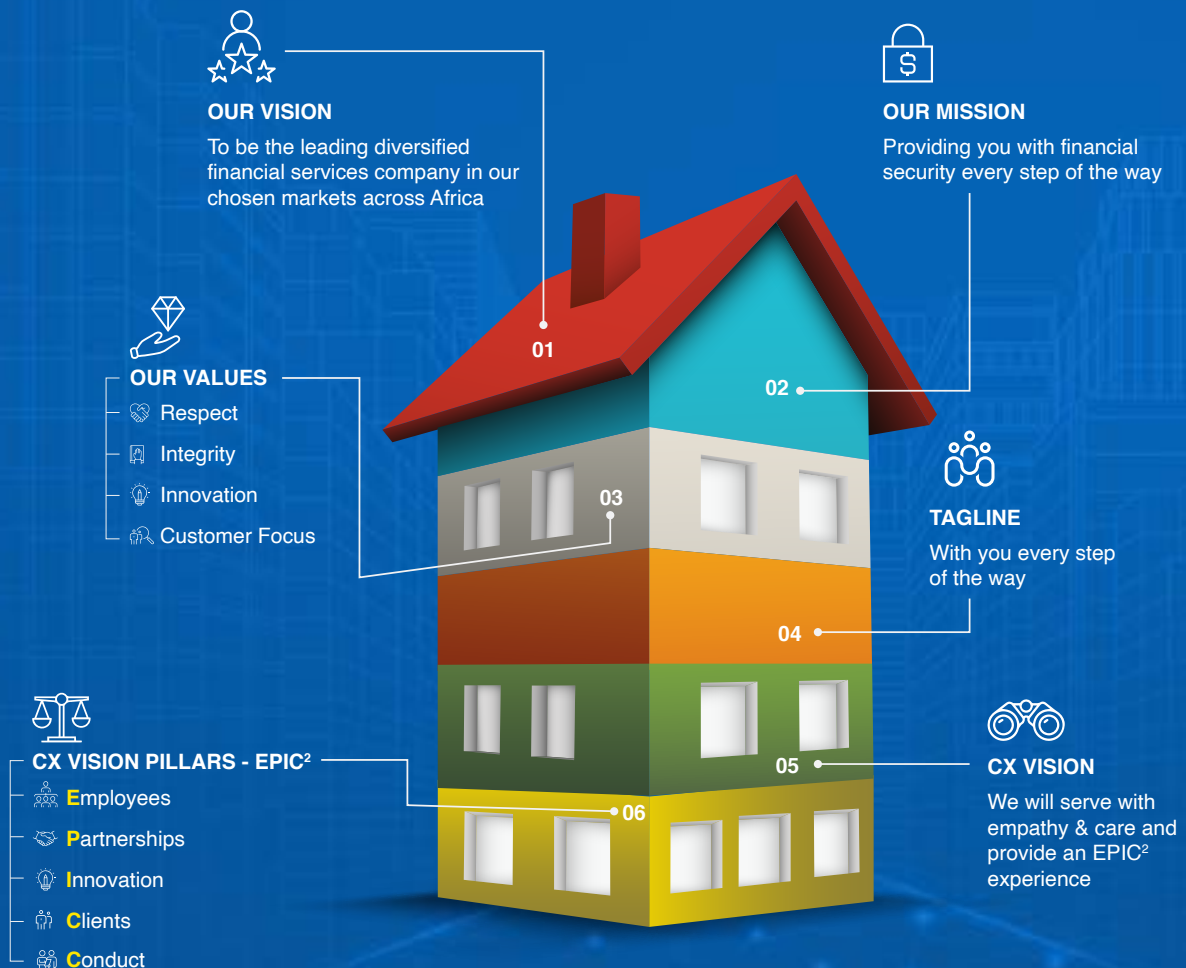 OUR VISION
To be the leading diversified
financial services company in our
chosen markets across Africa
OUR MISSION
Providing you with financial
security every step of the way
01
02
OUR VALUES
Respect
Integrity
Innovation
Customer Focus
03
TAGLINE
With you every step
of the way
04
CX VISION PILLARS - EPIC²
Employees
Partnerships
Innovation
Clients
Conduct
05
06
CX VISION
We will serve with
empathy & care and
provide an EPIC²
experience
$